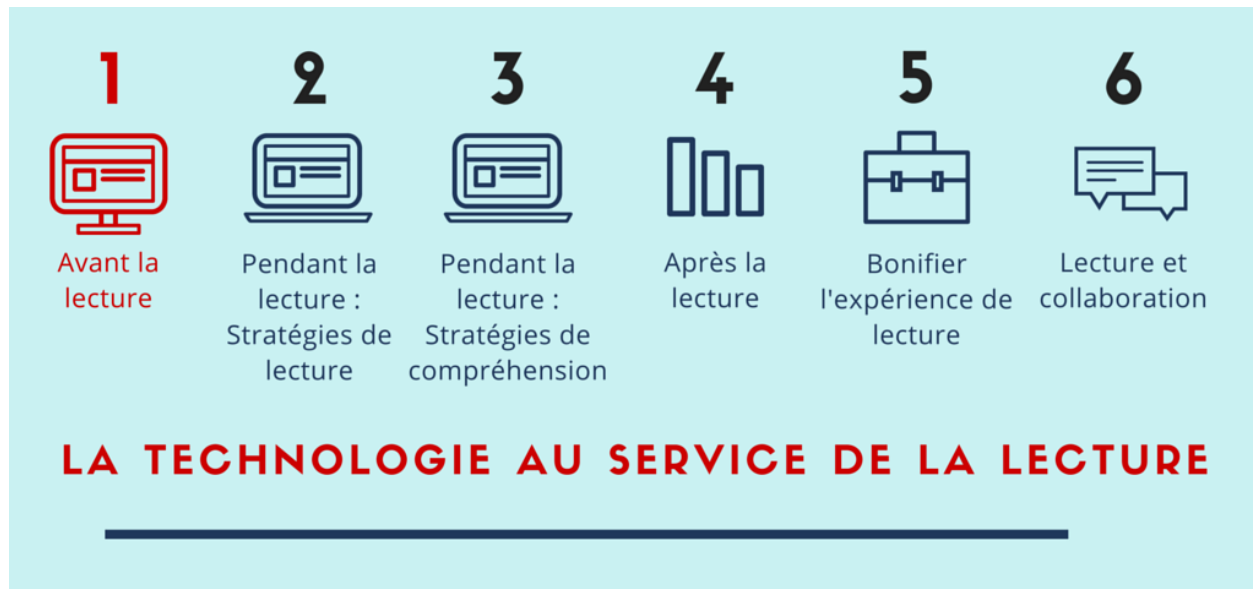 1
Avant la
lecture
2
Pendant la
lecture :
Stratégies de
lecture
3
Pendant la
lecture :
Stratégies de
compréhension
4
Après la
lecture
5
Bonifier
l'expérience de
lecture
6
Lecture et
collaboration
LA TECHNOLOGIE AU SERVICE DE LA LECTURE